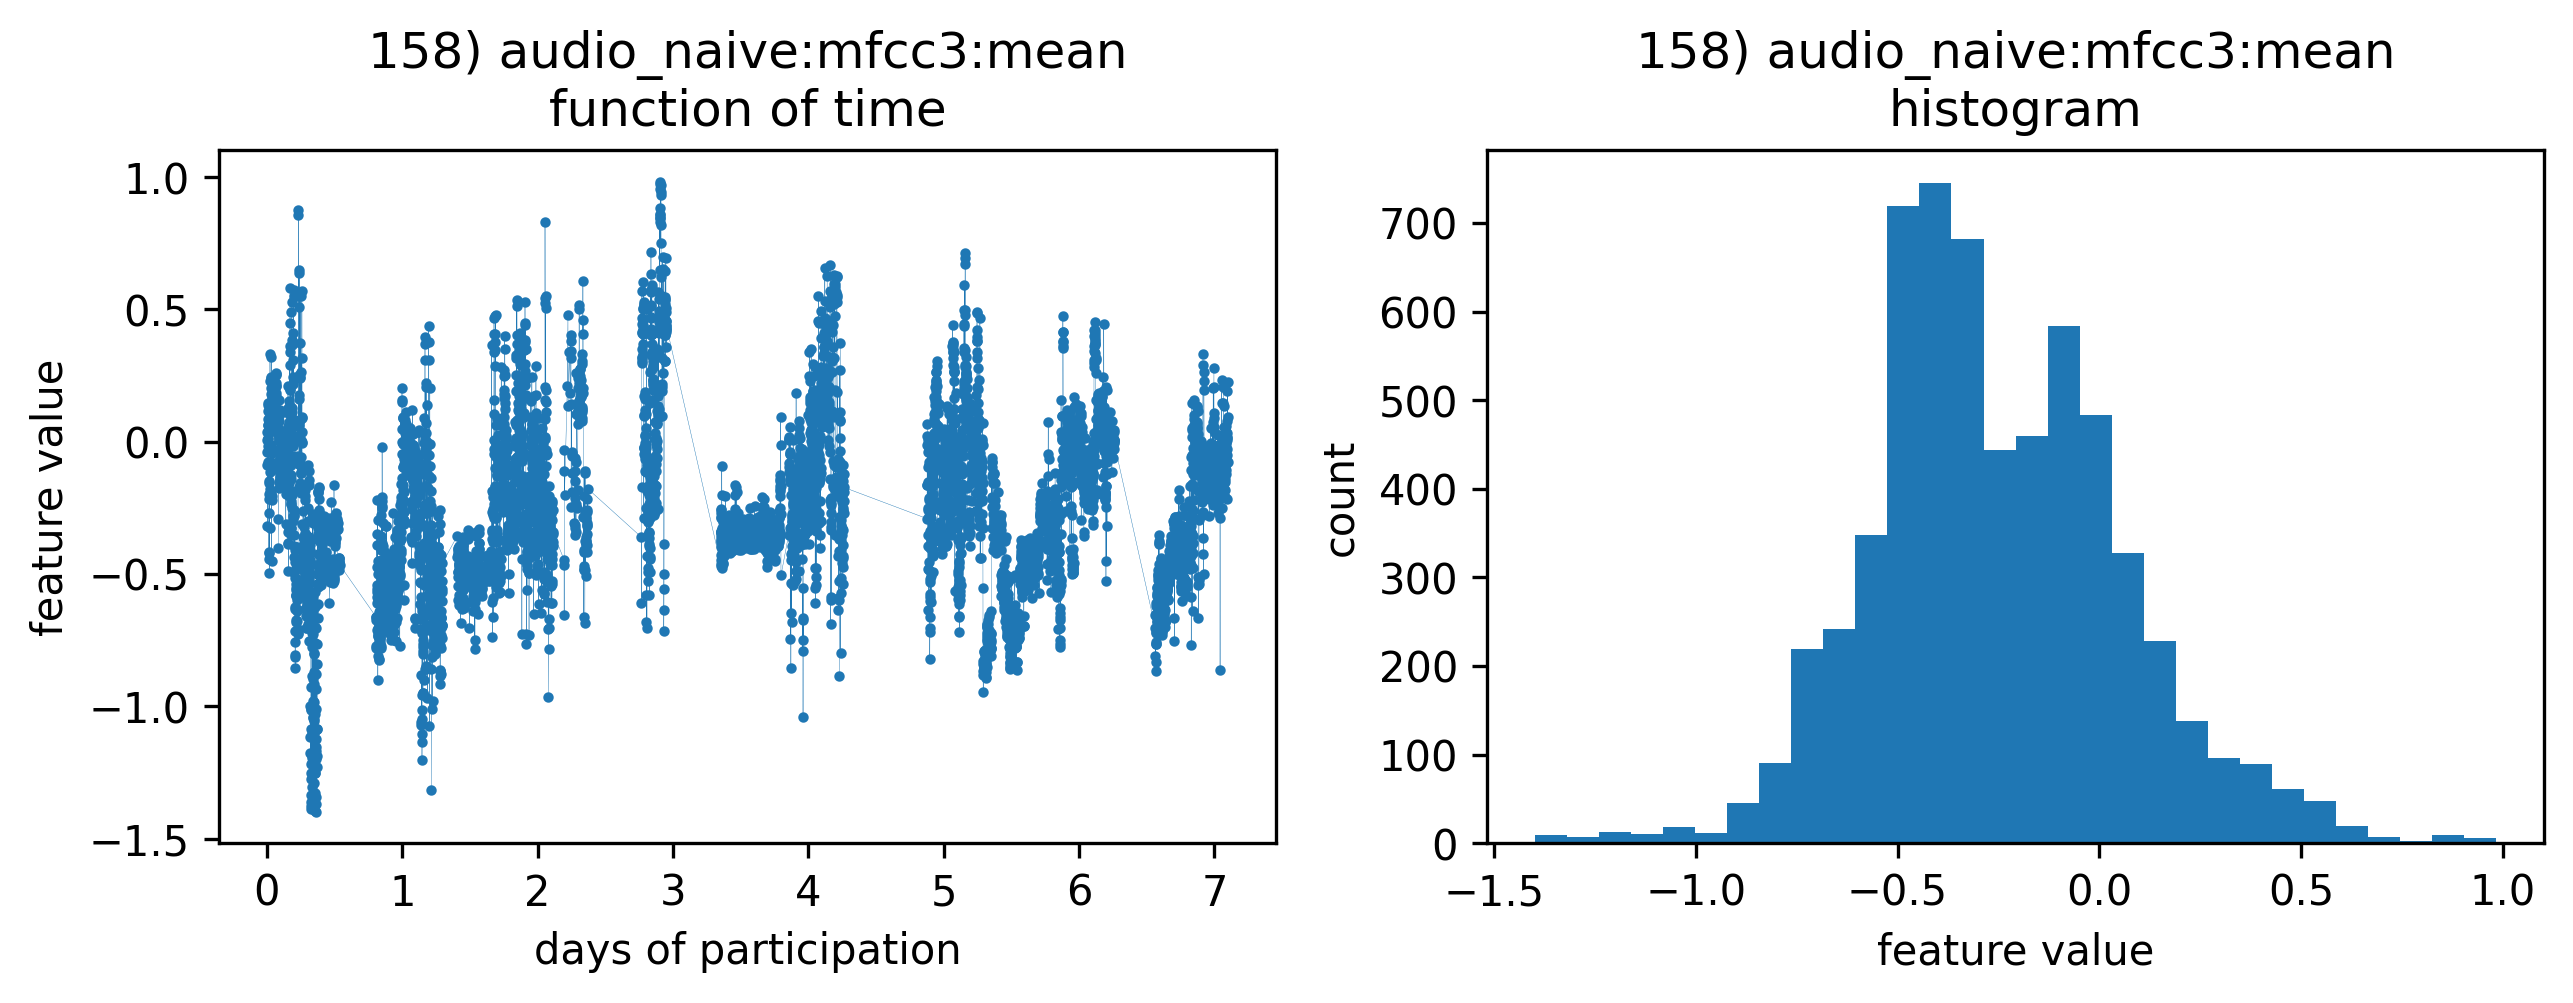 158) audio_naive:mfcc3:mean
function of time
feature value
1.0
0.5
0.0
−0.5
−1.0
−1.5
0 1 2 3 4 5 6 7
days of participation
158) audio_naive:mfcc3:mean
histogram
count
700
600
500
400
300
200
100
0
−1.5 −1.0 −0.5 0.0 0.5 1.0
feature value